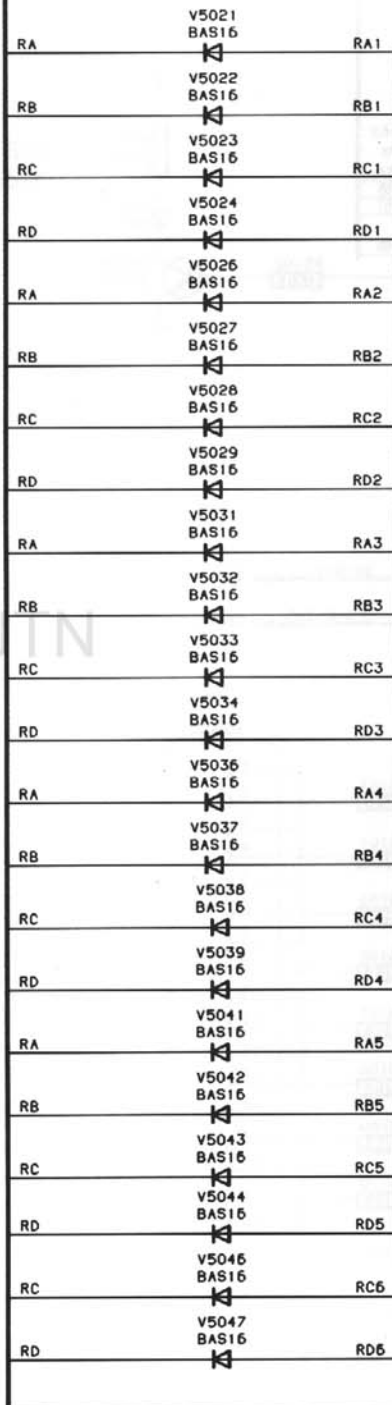 V5021
BAS16
RA RA1
V5022
BAS16
RB RB1
V5023
BAS16
RC RC1
V5024
BAS16
RD RD1
V5026
BAS16
RA RA2
V5027
BAS16
RB RB2
V5028
BAS16
RC RC2
V5029
BAS16
RD RD2
V5031
BAS16
RA RA3
V5032
BAS16
RB RB3
V5033
BAS16
RC RC3
V5034
BAS16
RD RD3
V5036
BAS16
RA RA4
V5037
BAS16
RB RB4
V5038
BAS16
RC RC4
V5039
BAS16
RD RD4
V5041
BAS16
RA RA5
V5042
BAS16
RB RB5
V5043
BAS16
RC RC5
V5044
BAS16
RD RD5
V5046
BAS16
RC RC6
V5047
BAS16
RD RD6